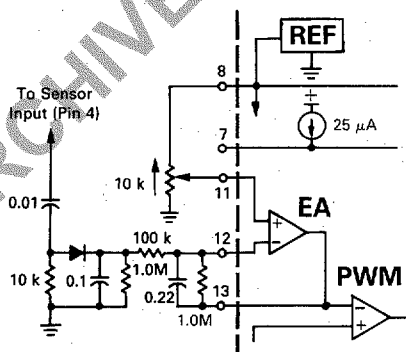 ARCHIVE
REF
8
To Sensor
Input (Pin 4)
÷
25 μA
7
10 k
11
0.01
EA
100 k
12
PWM
10 k
0.1
1.0M
0.22
13
1.0M
+
−
−
+